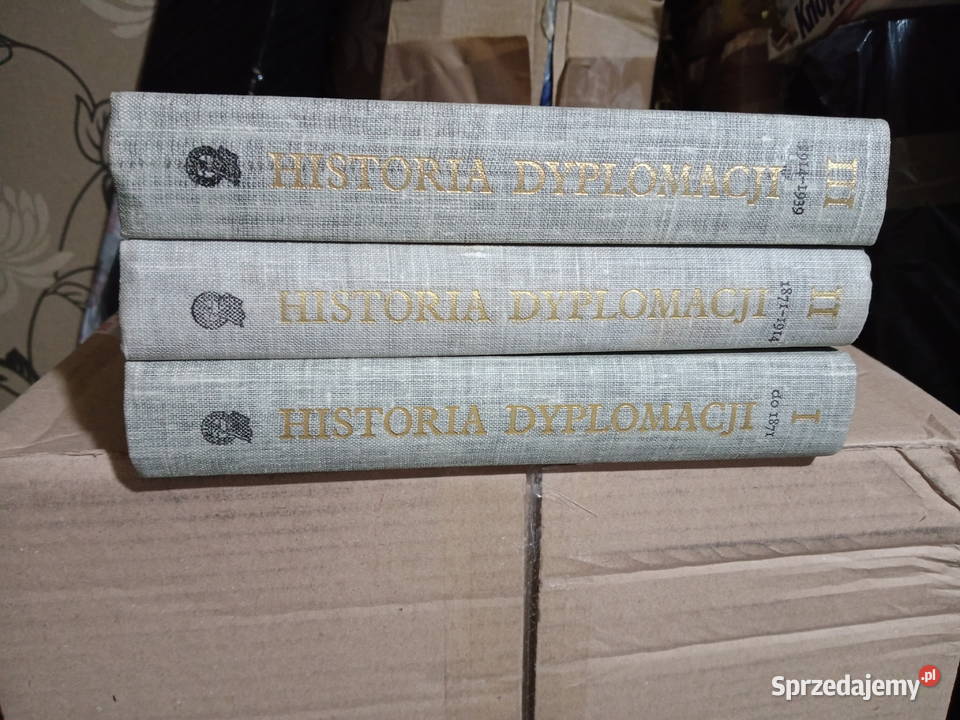 HISTORIA DYPLOMACJI 1914-1939 III
HISTORIA DYPLOMACJI 1871-1914 II
HISTORIA DYPLOMACJI do 1871 I
Sprzedajemy.pl